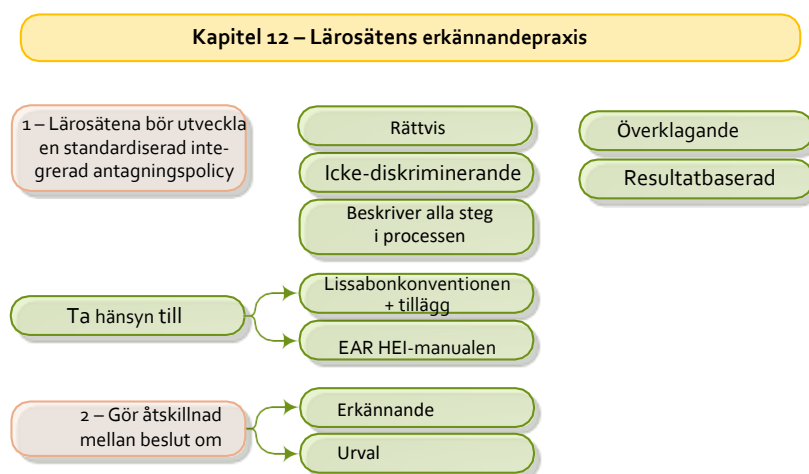 Kapitel 12 – Lärosätens erkännandepraxis
1 – Lärosätena bör utveckla
en standardiserad inte-
grerad antagningspolicy
Rättvis
Icke-diskriminerande
Beskriver alla steg
i processen
Överklagande
Resultatbaserad
Ta hänsyn till
Lissabonkonventionen
+ tillägg
EAR HEI-manualen
2 – Gör åtskillnad
mellan beslut om
Erkännande
Urval